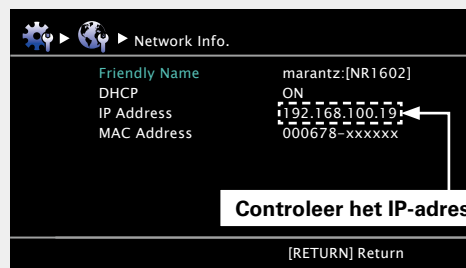 Network Info.
Friendly Name marantz:[NR1602]
DHCP ON
IP Address 192.168.100.19
MAC Address 000678-xxxxxx
Controleer het IP-adres
[RETURN] Return